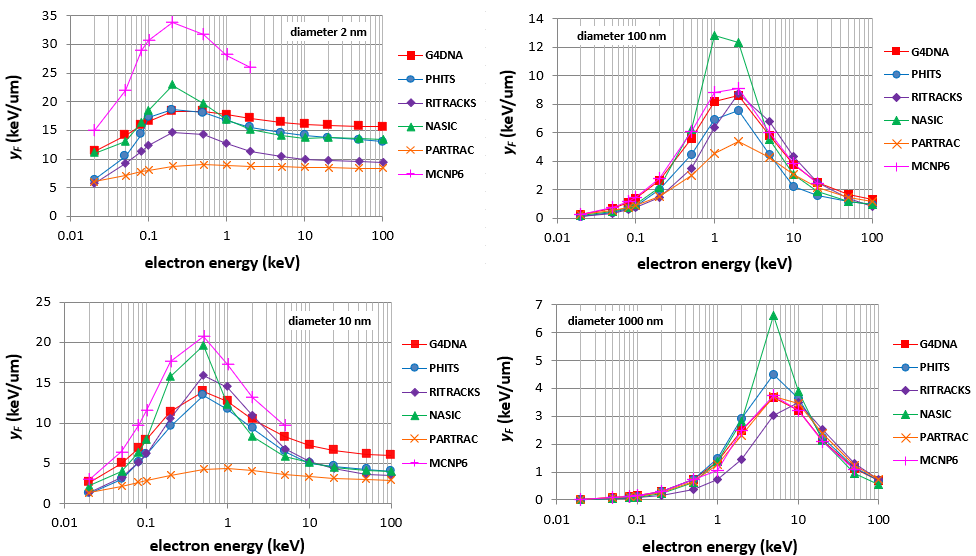 diameter 2 nm
35
30
25
20
15
10
5
0
y_F (keV/um)
0.01 0.1 1 10 100
electron energy (keV)
G4DNA
PHITS
RITRACKS
NASIC
PARTRAC
MCNP6
diameter 100 nm
14
12
10
8
6
4
2
0
y_F (keV/um)
0.01 0.1 1 10 100
electron energy (keV)
G4DNA
PHITS
RITRACKS
NASIC
PARTRAC
MCNP6
diameter 10 nm
25
20
15
10
5
0
y_F (keV/um)
0.01 0.1 1 10 100
electron energy (keV)
G4DNA
PHITS
RITRACKS
NASIC
PARTRAC
MCNP6
diameter 1000 nm
7
6
5
4
3
2
1
0
y_F (keV/um)
0.01 0.1 1 10 100
electron energy (keV)
G4DNA
PHITS
RITRACKS
NASIC
PARTRAC
MCNP6